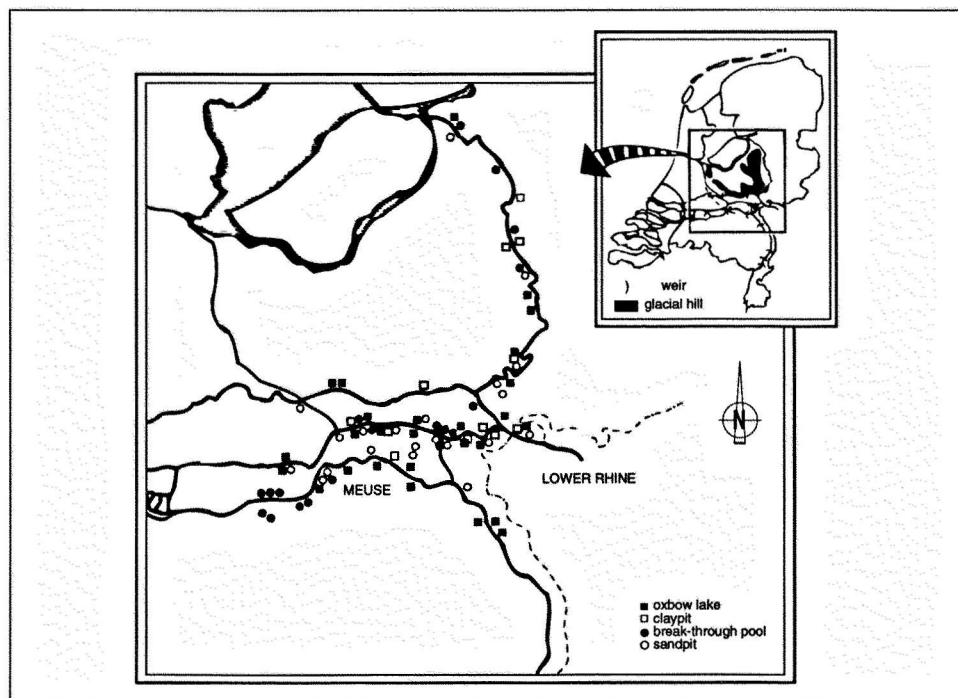 weir
glacial hill
N
LOWER RHINE
MEUSE
oxbow lake
claypit
break-through pool
sandpit